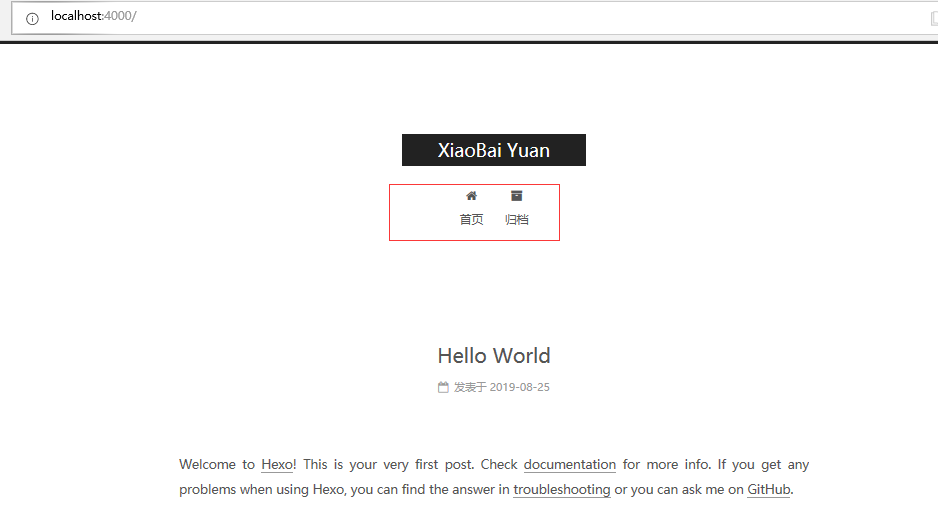 localhost:4000/
XiaoBai Yuan
首页 归档
Hello World
发表于 2019-08-25
Welcome to Hexo! This is your very first post. Check documentation for more info. If you get any
problems when using Hexo, you can find the answer in troubleshooting or you can ask me on GitHub.